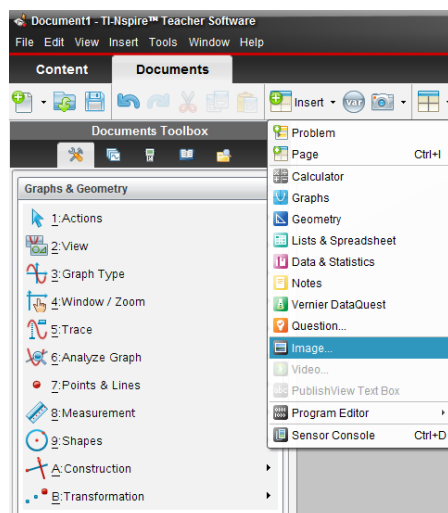 Document1 - TI-Nspire™ Teacher Software
File Edit View Insert Tools Window Help
Content Documents
Insert var
Documents Toolbox
Graphs & Geometry
1:Actions
2:View
3:Graph Type
4:Window / Zoom
5:Trace
6:Analyze Graph
7:Points & Lines
8:Measurement
9:Shapes
A:Construction
B:Transformation
Problem
Page Ctrl+I
Calculator
Graphs
Geometry
Lists & Spreadsheet
Data & Statistics
Notes
Vernier DataQuest
Question...
Image...
Video...
PublishView Text Box
Program Editor
Sensor Console Ctrl+D